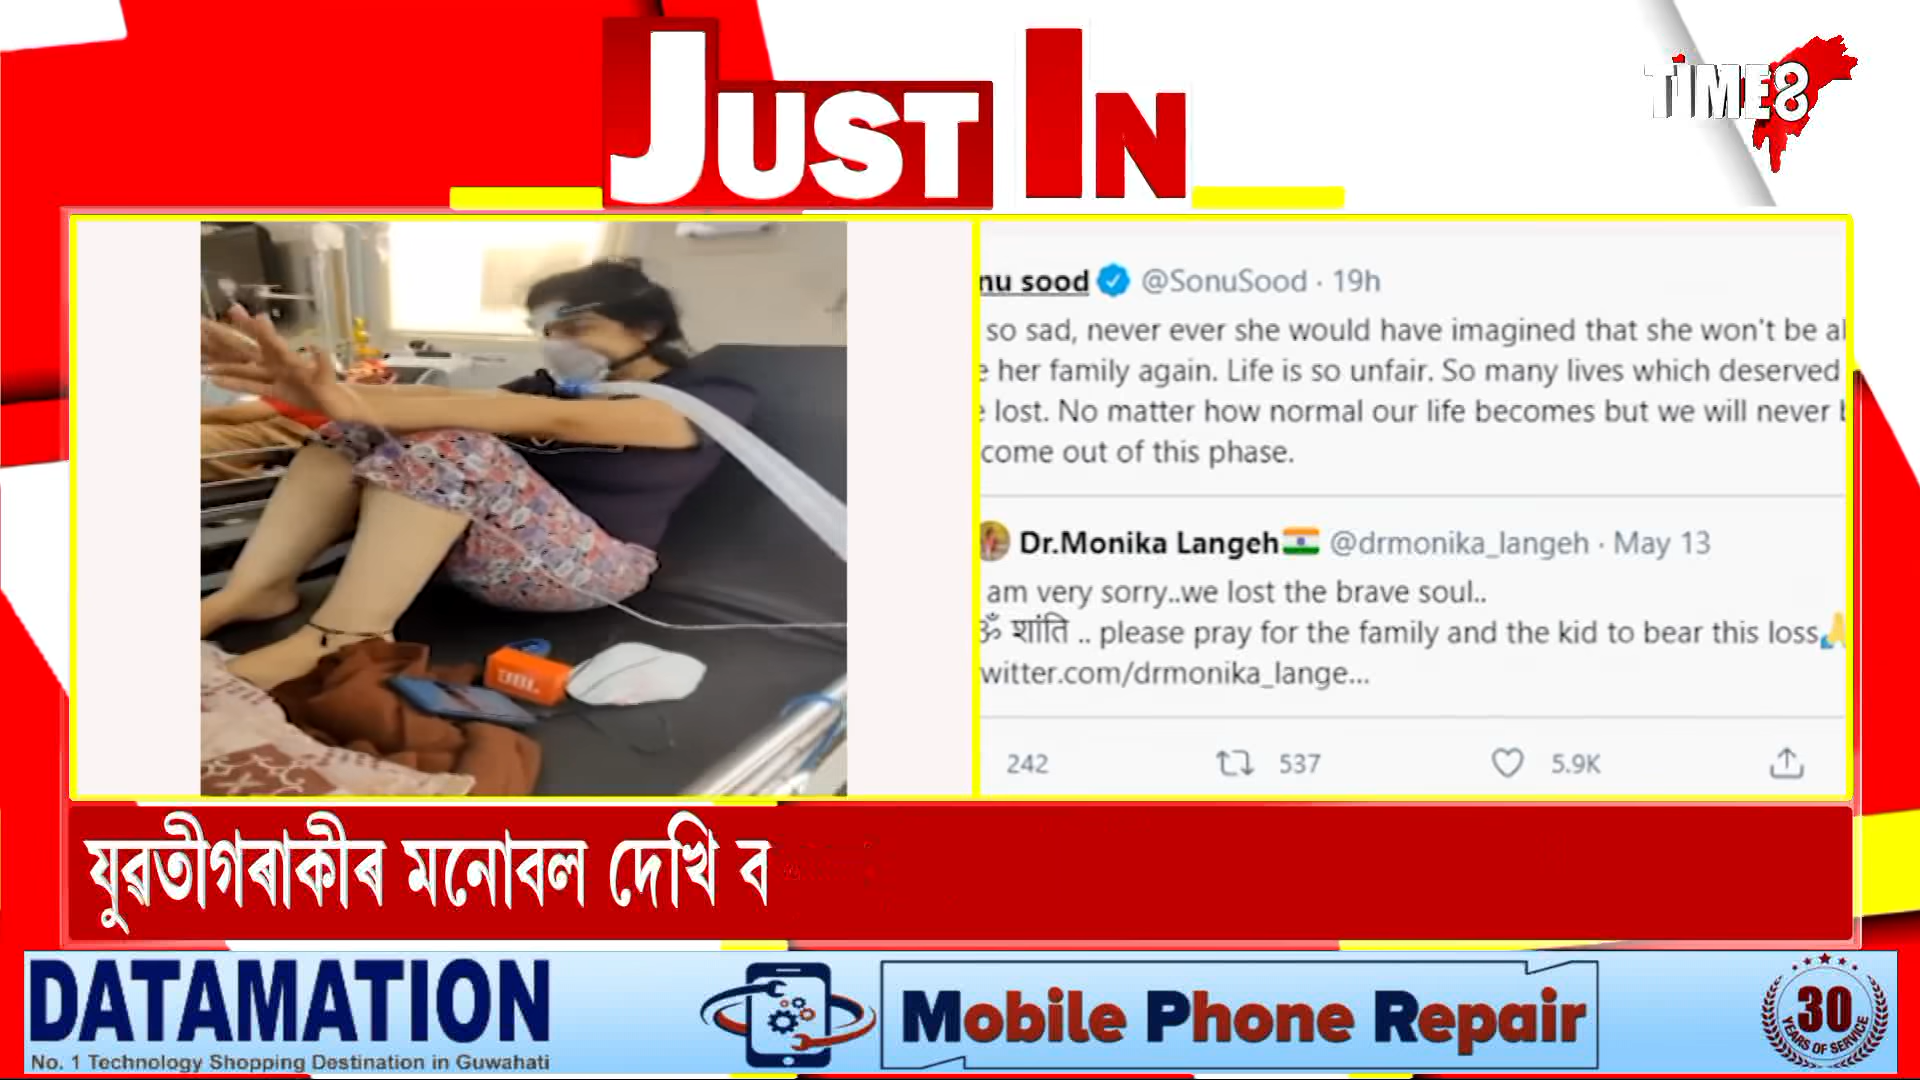 JUST IN
TIME8
nu sood @SonuSood · 19h
so sad, never ever she would have imagined that she won't be
her family again. Life is so unfair. So many lives which deserved
lost. No matter how normal our life becomes but we will never
come out of this phase.
Dr.Monika Langeh @drmonika_langeh · May 13
am very sorry..we lost the brave soul..
ॐ शांति .. please pray for the family and the kid to bear this loss
witter.com/drmonika_lange...
242 537 5.9K
JBL
যুৱতীগৰাকীৰ মনোবল দেখি ব
DATAMATION
No. 1 Technology Shopping Destination in Guwahati
Mobile Phone Repair
30
YEARS OF SERVICE